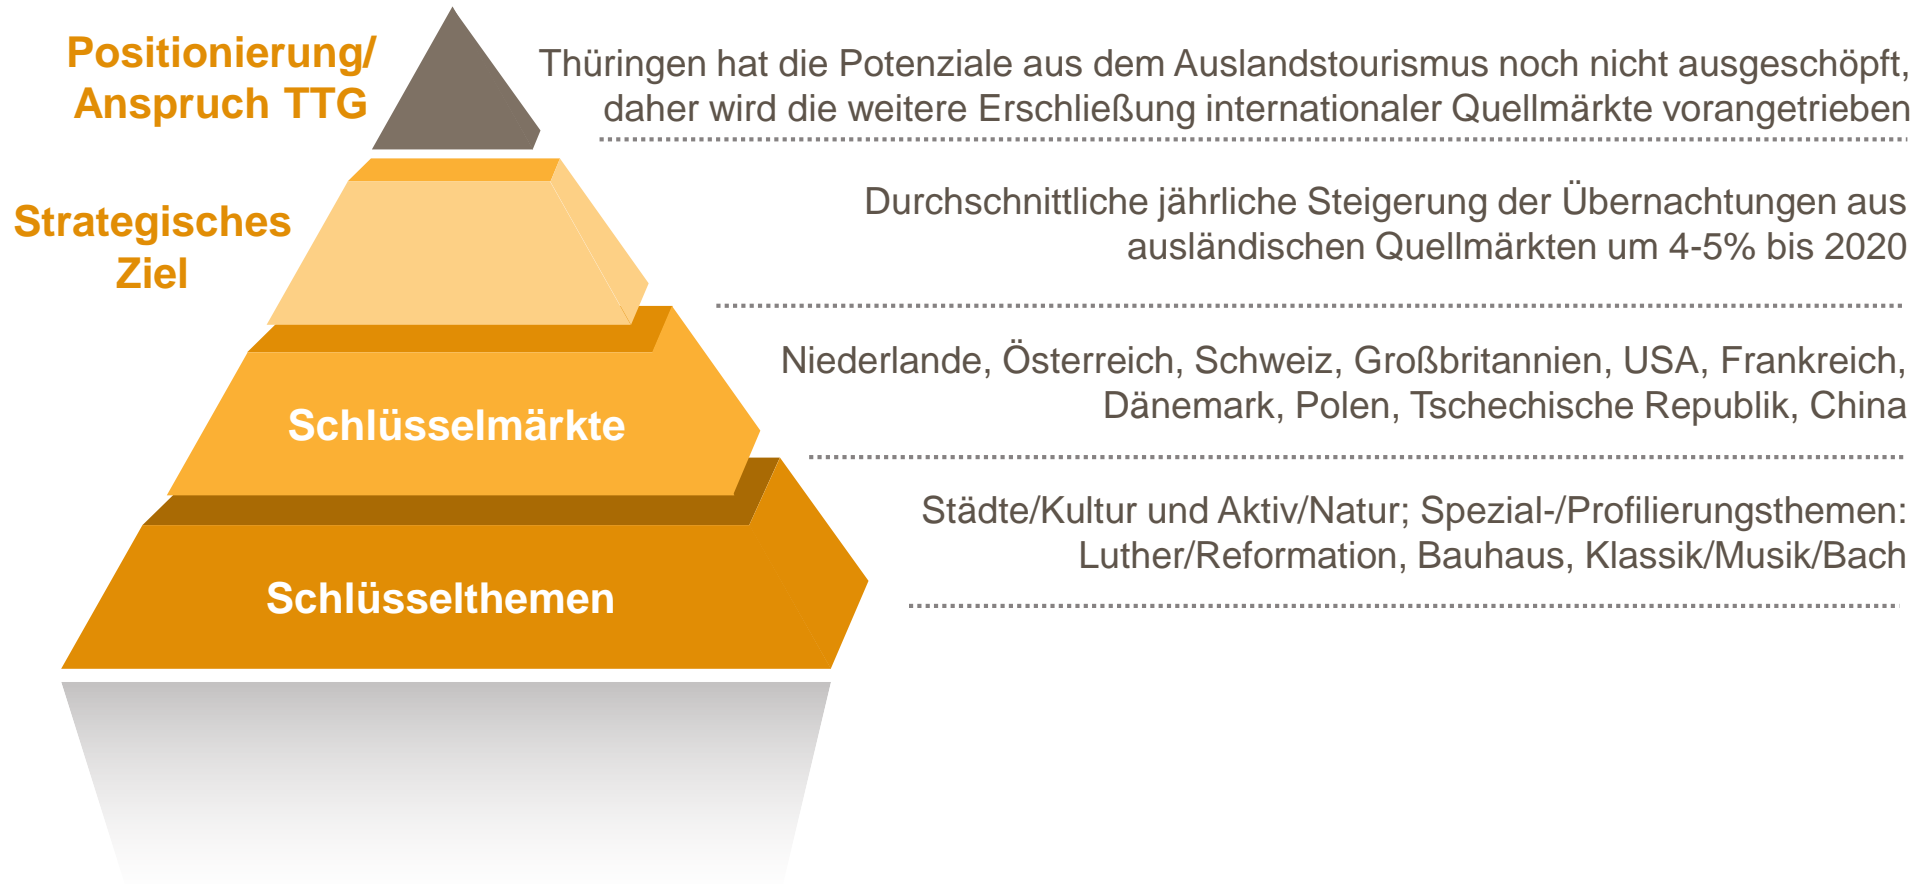 Positionierung/
Anspruch TTG
Thüringen hat die Potenziale aus dem Auslandstourismus noch nicht ausgeschöpft,
daher wird die weitere Erschließung internationaler Quellmärkte vorangetrieben
Strategisches
Ziel
Durchschnittliche jährliche Steigerung der Übernachtungen aus
ausländischen Quellmärkten um 4-5% bis 2020
Schlüsselmärkte
Niederlande, Österreich, Schweiz, Großbritannien, USA, Frankreich,
Dänemark, Polen, Tschechische Republik, China
Schlüsselthemen
Städte/Kultur und Aktiv/Natur; Spezial-/Profilierungsthemen:
Luther/Reformation, Bauhaus, Klassik/Musik/Bach